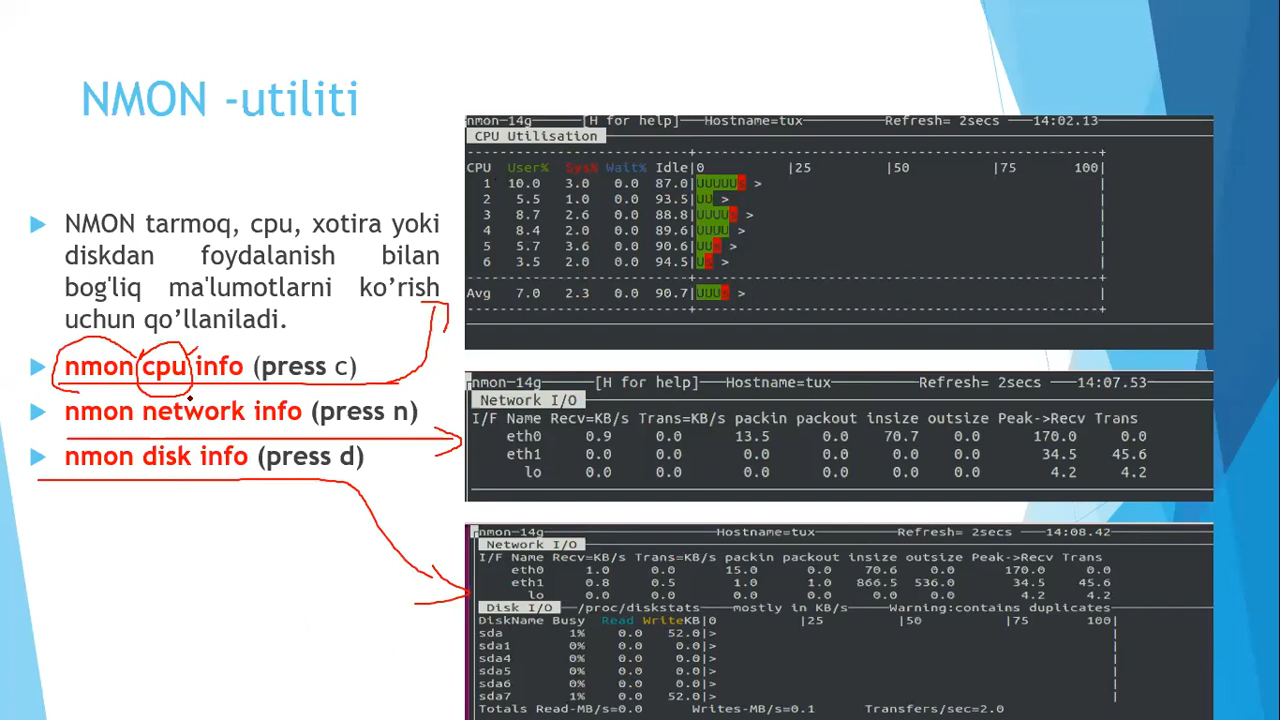 NMON -utiliti
NMON tarmoq, cpu, xotira yoki
diskdan foydalanish bilan
bog'liq ma'lumotlarni ko’rish
uchun qo’llaniladi.
nmon cpu info (press c)
nmon network info (press n)
nmon disk info (press d)
nmon-14g [H for help] Hostname=tux Refresh= 2secs 14:02.13
CPU Utilisation
CPU User% Sys% Wait% Idle|0 |25 |50 |75 100|
1 10.0 3.0 0.0 87.0|UUUUUs >
2 5.5 1.0 0.0 93.5|UU >
3 8.7 2.6 0.0 88.8|UUUUs >
4 8.4 2.0 0.0 89.6|UUUU >
5 5.7 3.6 0.0 90.6|UUs >
6 3.5 2.0 0.0 94.5|Us >
Avg 7.0 2.3 0.0 90.7|UUUs >
nmon-14g [H for help] Hostname=tux Refresh= 2secs 14:07.53
Network I/O
I/F Name Recv=KB/s Trans=KB/s packin packout insize outsize Peak->Recv Trans
eth0 0.9 0.0 13.5 0.0 70.7 0.0 170.0 0.0
eth1 0.0 0.0 0.0 0.0 0.0 0.0 34.5 45.6
lo 0.0 0.0 0.0 0.0 0.0 0.0 4.2 4.2
nmon-14g Hostname=tux Refresh= 2secs 14:08.42
Network I/O
I/F Name Recv=KB/s Trans=KB/s packin packout insize outsize Peak->Recv Trans
eth0 1.0 0.0 15.0 0.0 70.6 0.0 170.0 0.0
eth1 0.8 0.5 1.0 1.0 866.5 536.0 34.5 45.6
lo 0.0 0.0 0.0 0.0 0.0 0.0 4.2 4.2
Disk I/O /proc/diskstats mostly in KB/s Warning:contains duplicates
DiskName Busy Read WriteKB|0 |25 |50 |75 100|
sda 1% 0.0 52.0|>
sda1 0% 0.0 0.0|>
sda4 0% 0.0 0.0|>
sda5 0% 0.0 0.0|>
sda6 0% 0.0 0.0|>
sda7 1% 0.0 52.0|>
Totals Read-MB/s=0.0 Writes-MB/s=0.1 Transfers/sec=2.0